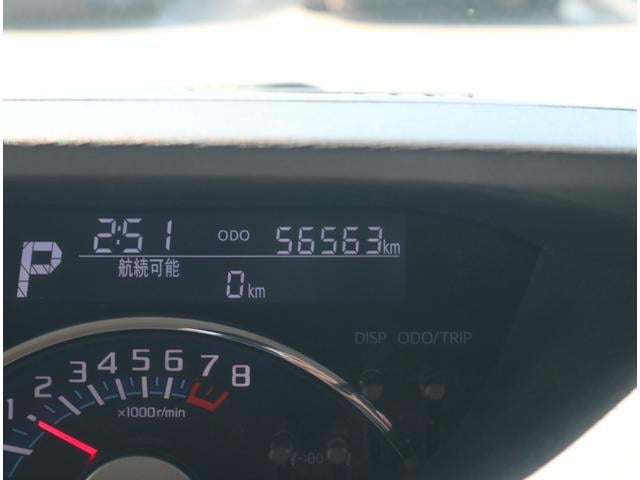 2:51 ODO 56563km
P
航続可能
0km
DISP ODO/TRIP
1 2 3 4 5 6 7 8
×1000r/min
-:00